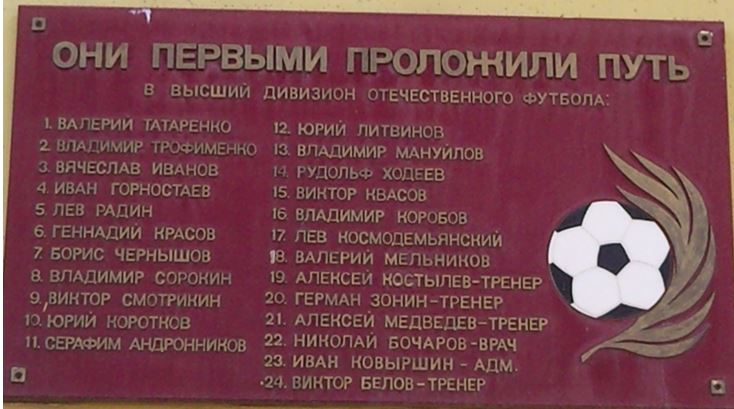 ОНИ ПЕРВЫМИ ПРОЛОЖИЛИ ПУТЬ
В ВЫСШИЙ ДИВИЗИОН ОТЕЧЕСТВЕННОГО ФУТБОЛА:
1. ВАЛЕРИЙ ТАТАРЕНКО
2. ВЛАДИМИР ТРОФИМЕНКО
3. ВЯЧЕСЛАВ ИВАНОВ
4. ИВАН ГОРНОСТАЕВ
5. ЛЕВ РАДИН
6. ГЕННАДИЙ КРАСОВ
7. БОРИС ЧЕРНЫШОВ
8. ВЛАДИМИР СОРОКИН
9. ВИКТОР СМОТРИКИН
10. ЮРИЙ КОРОТКОВ
11. СЕРАФИМ АНДРОННИКОВ
12. ЮРИЙ ЛИТВИНОВ
13. ВЛАДИМИР МАНУЙЛОВ
14. РУДОЛЬФ ХОДЕЕВ
15. ВИКТОР КВАСОВ
16. ВЛАДИМИР КОРОБОВ
17. ЛЕВ КОСМОДЕМЬЯНСКИЙ
18. ВАЛЕРИЙ МЕЛЬНИКОВ
19. АЛЕКСЕЙ КОСТЫЛЕВ-ТРЕНЕР
20. ГЕРМАН ЗОНИН-ТРЕНЕР
21. АЛЕКСЕЙ МЕДВЕДЕВ-ТРЕНЕР
22. НИКОЛАЙ БОЧАРОВ-ВРАЧ
23. ИВАН КОВЫРШИН-АДМ.
24. ВИКТОР БЕЛОВ-ТРЕНЕР